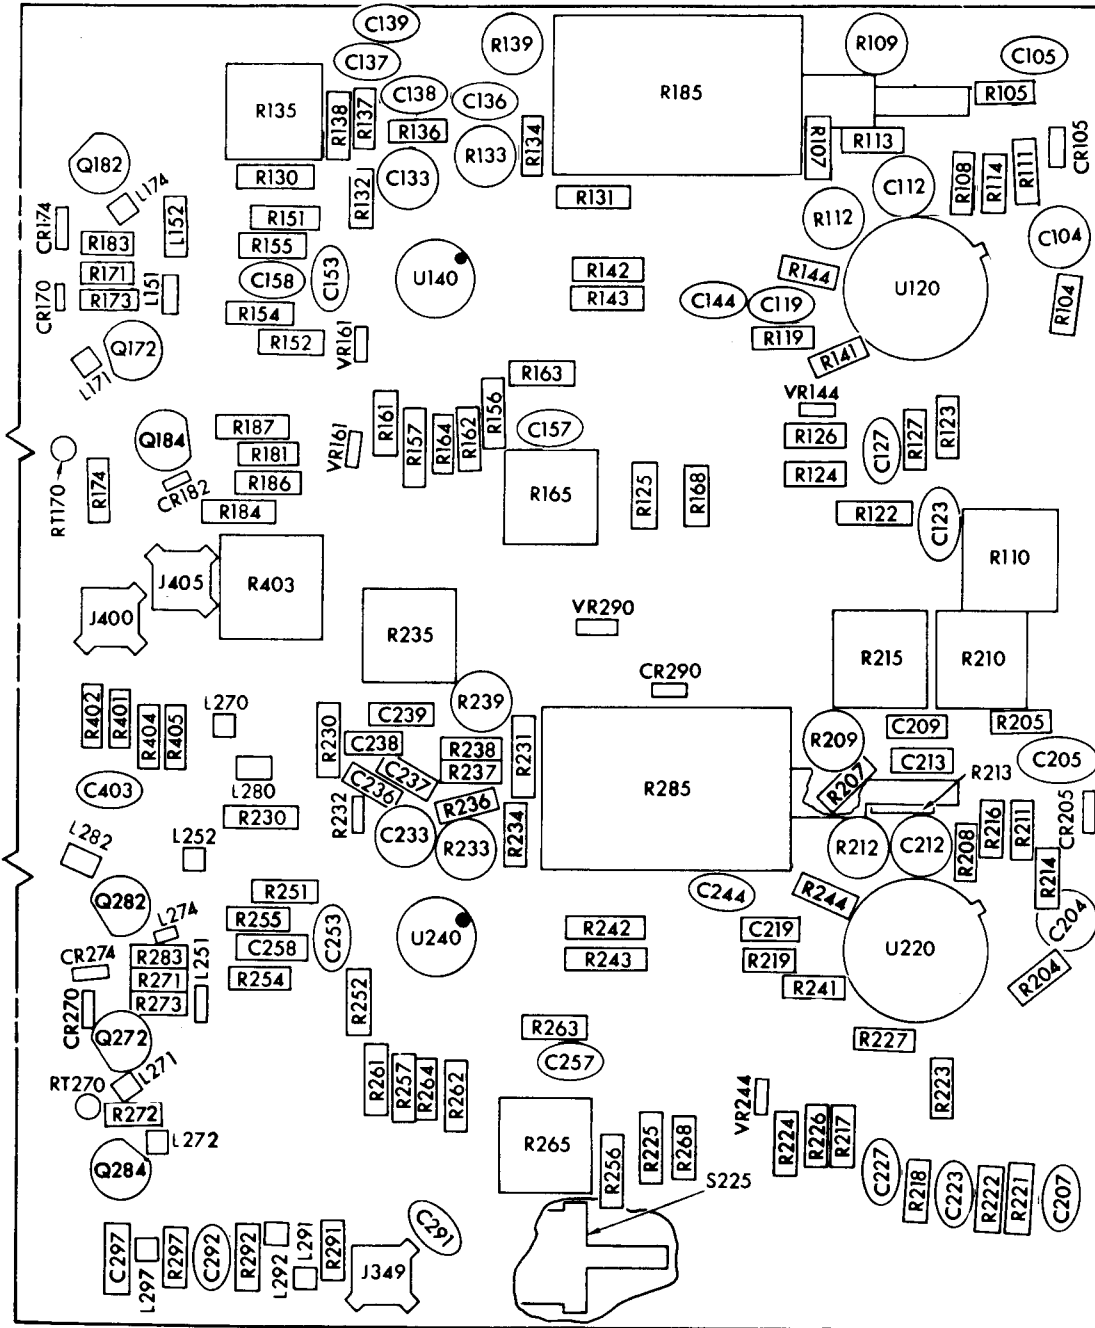 C139
R139
R109
C105
C137
R185
R135
R138
R137
C138
C136
R105
R136
R134
R107
R113
CR105
Q182
R133
R111
R108
R114
C112
R130
C133
R132
R131
L174
CR174
L152
R151
R112
C104
R183
R155
U140
R142
R144
U120
R171
L151
C158
C153
R143
C144
C119
R104
CR170
R173
R154
R119
Q172
R152
VR161
R141
L171
R163
VR144
R161
R156
R187
R157
R164
R162
C157
R126
C127
R127
R123
Q184
VR161
R181
R174
R165
R125
R168
R124
RT170
CR182
R186
R184
R122
C123
R110
J405
R403
J400
VR290
R235
R215
R210
CR290
R402
R401
L270
R239
R404
R405
R230
C239
R231
C209
R205
C238
R238
R209
R237
C237
C213
C205
R213
C403
L280
C236
R285
R207
R236
R230
R232
R234
R216
R211
CR205
L282
L252
C233
R233
R212
C212
R208
R214
R251
C244
R244
Q282
L274
R255
C253
U240
R242
C219
U220
C204
CR274
R283
L251
C258
R271
R254
R243
R219
R204
CR270
R273
R252
R241
Q272
R263
R227
C257
RT270
L271
R261
R257
R264
R262
VR244
R223
R272
R265
R225
R268
R224
R226
R217
L272
Q284
R256
S225
C227
R218
C223
R222
R221
C207
C291
C297
R297
C292
R292
L291
R291
L297
L292
J349